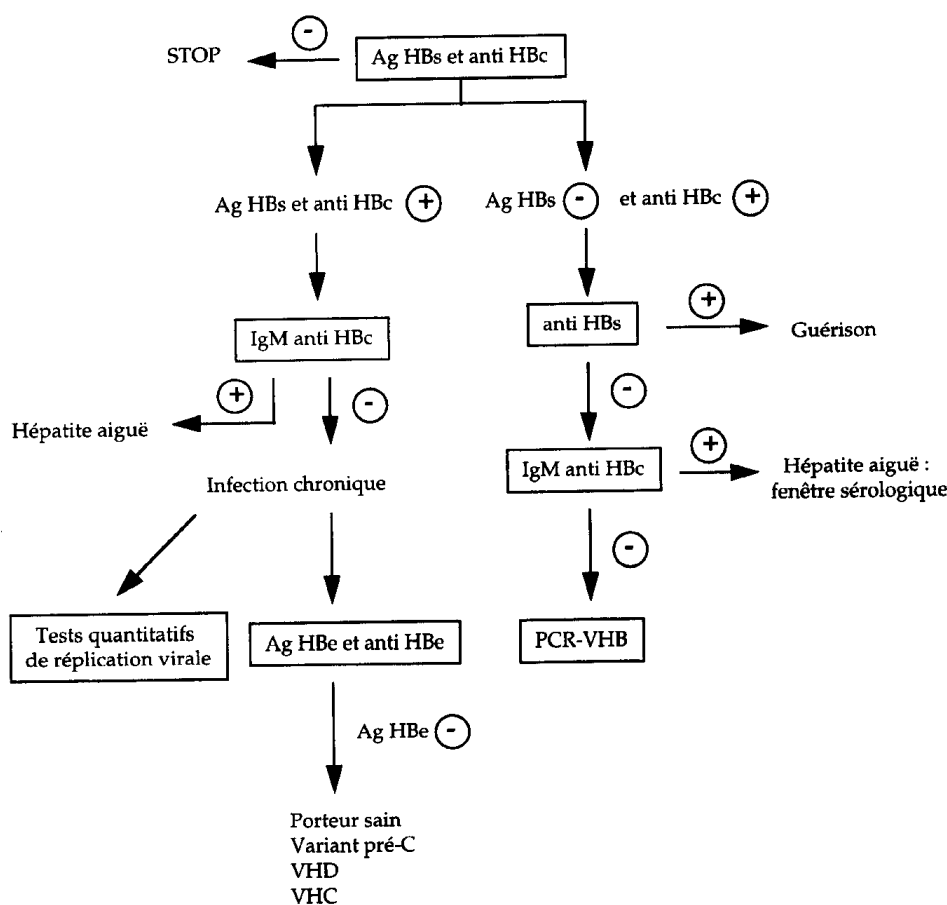 STOP
-
Ag HBs et anti HBc
Ag HBs et anti HBc +
Ag HBs - et anti HBc +
IgM anti HBc
anti HBs
+
Guérison
+
-
-
Hépatite aiguë
IgM anti HBc
+
Hépatite aiguë :
fenêtre sérologique
Infection chronique
-
Tests quantitatifs
de réplication virale
Ag HBe et anti HBe
PCR-VHB
Ag HBe -
Porteur sain
Variant pré-C
VHD
VHC